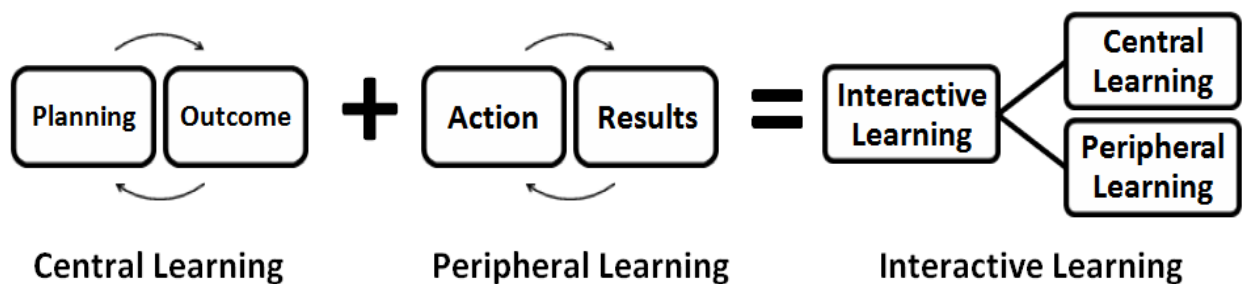 Planning
Outcome
+
Action
Results
=
Interactive
Learning
Central
Learning
Peripheral
Learning
Central Learning
Peripheral Learning
Interactive Learning